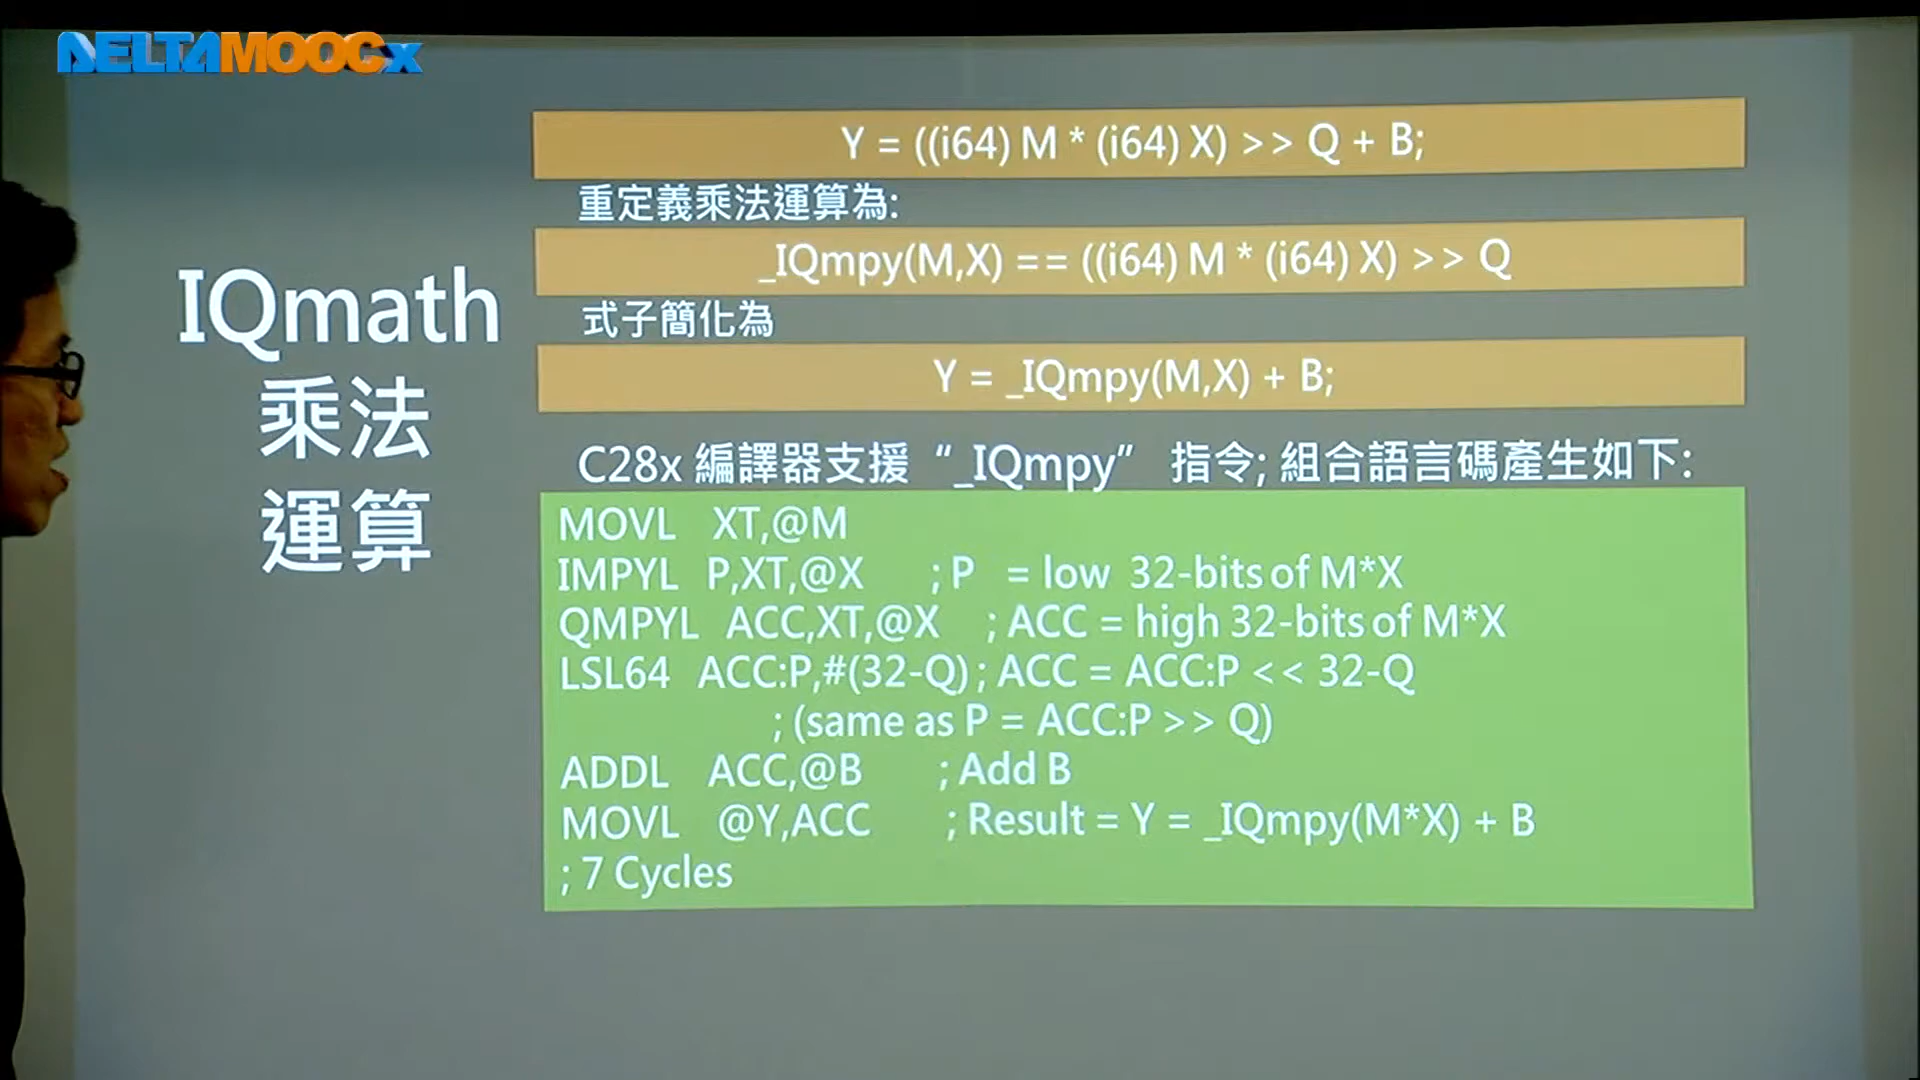 DELTAMOOCx
IQmath
乘法
運算
Y = ((i64) M * (i64) X) >> Q + B;
重定義乘法運算為:
_IQmpy(M,X) == ((i64) M * (i64) X) >> Q
式子簡化為
Y = _IQmpy(M,X) + B;
C28x 編譯器支援 “_IQmpy” 指令; 組合語言碼產生如下:
MOVL XT,@M
IMPYL P,XT,@X ; P = low 32-bits of M*X
QMPYL ACC,XT,@X ; ACC = high 32-bits of M*X
LSL64 ACC:P,#(32-Q) ; ACC = ACC:P << 32-Q
; (same as P = ACC:P >> Q)
ADDL ACC,@B ; Add B
MOVL @Y,ACC ; Result = Y = _IQmpy(M*X) + B
; 7 Cycles